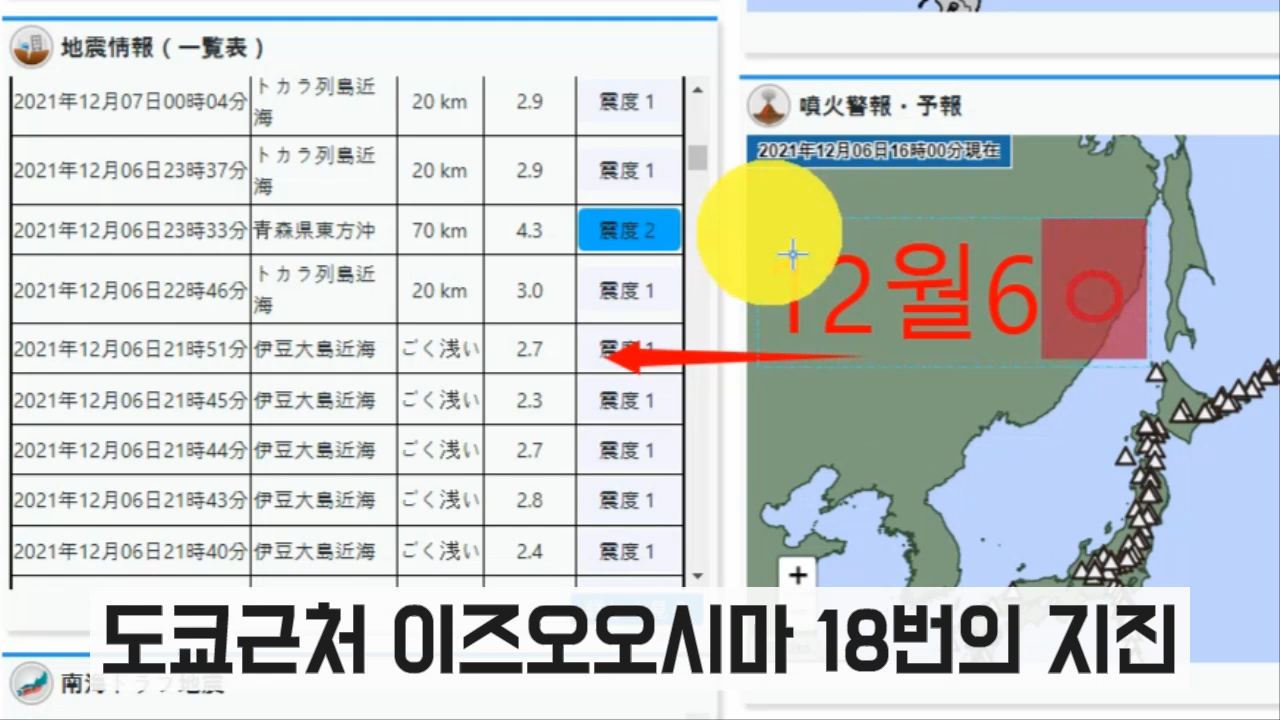 地震情報（一覧表）
2021年12月07日00時04分 トカラ列島近海 20 km 2.9 震度 1
2021年12月06日23時37分 トカラ列島近海 20 km 2.9 震度 1
2021年12月06日23時33分 青森県東方沖 70 km 4.3 震度 2
2021年12月06日22時46分 トカラ列島近海 20 km 3.0 震度 1
2021年12月06日21時51分 伊豆大島近海 ごく浅い 2.7 震度 1
2021年12月06日21時45分 伊豆大島近海 ごく浅い 2.3 震度 1
2021年12月06日21時44分 伊豆大島近海 ごく浅い 2.7 震度 1
2021年12月06日21時43分 伊豆大島近海 ごく浅い 2.8 震度 1
2021年12月06日21時40分 伊豆大島近海 ごく浅い 2.4 震度 1
噴火警報・予報
2021年12月06日16時00分現在
12월6ㅇ
+
도쿄근처 이즈오오시마 18번의 지진
南海トラフ地震